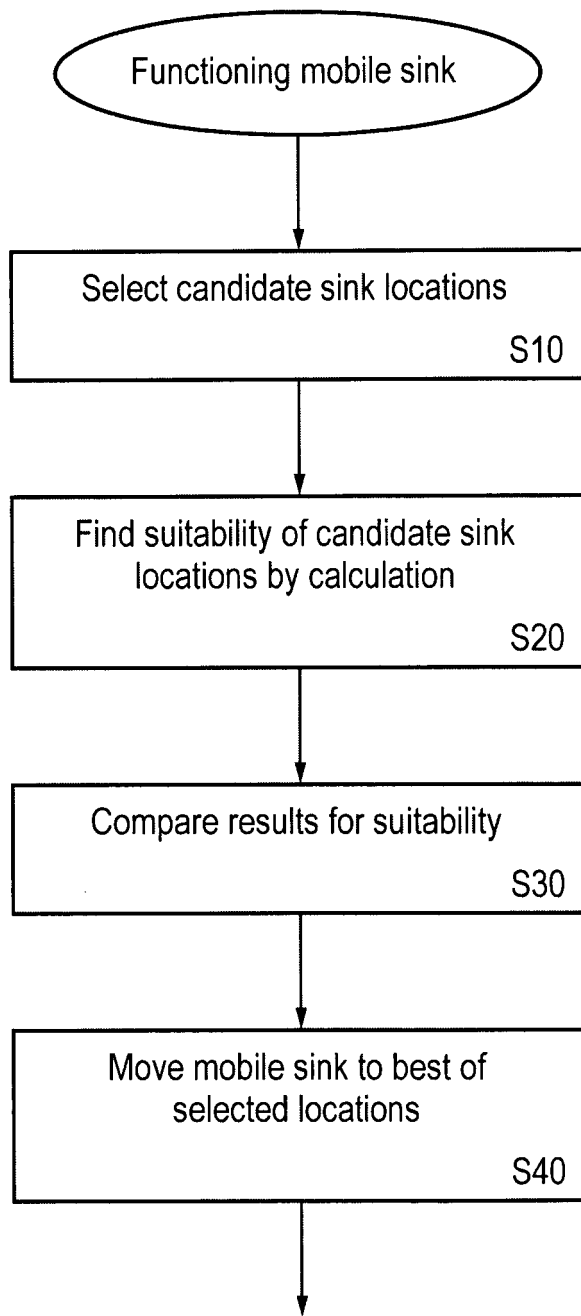 Functioning mobile sink
Select candidate sink locations
S10
Find suitability of candidate sink
locations by calculation
S20
Compare results for suitability
S30
Move mobile sink to best of
selected locations
S40